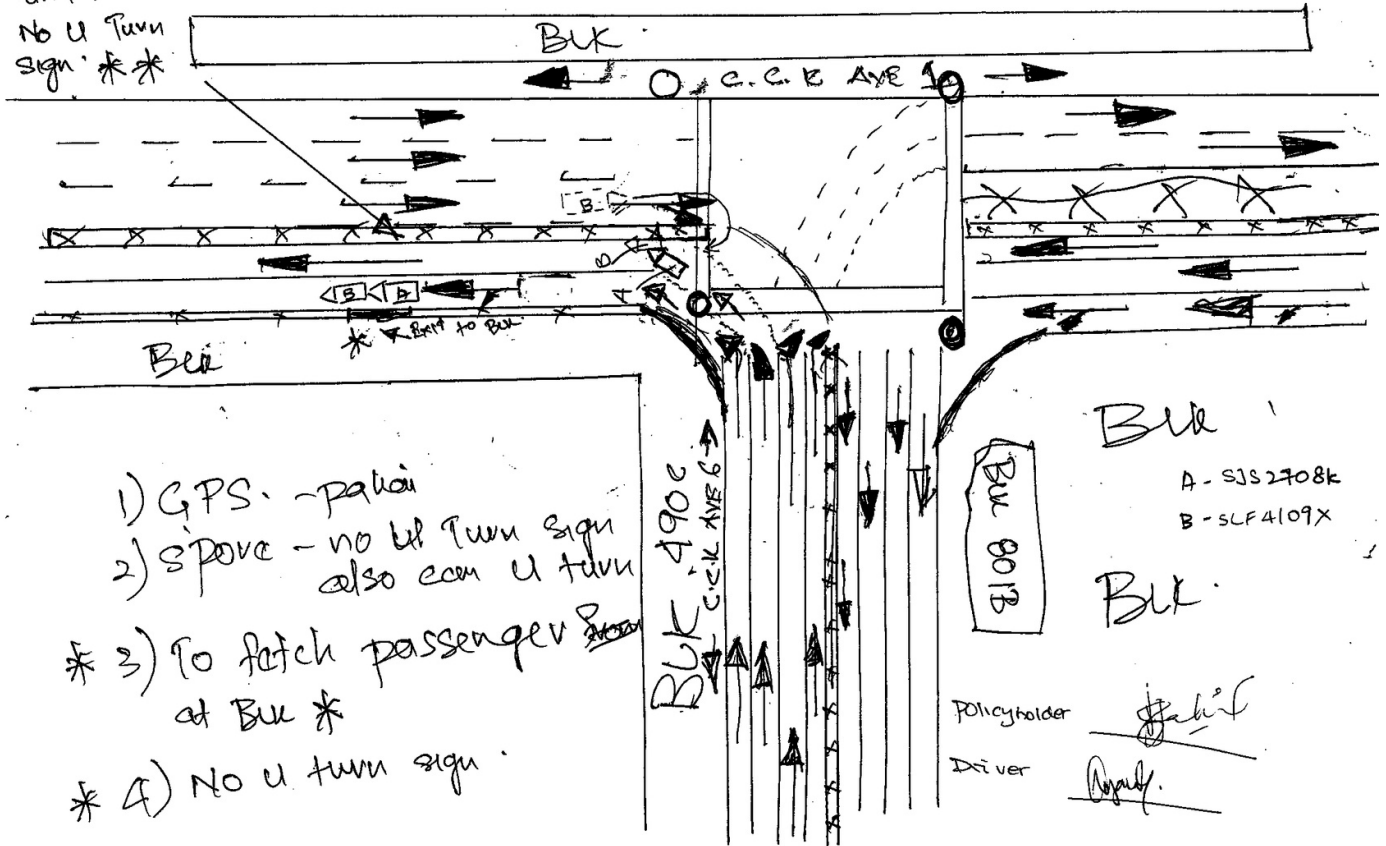 No U Turn
sign **
BLK
C.C.K AVE 1
B
B
A
A
B A
* Exit to BLK
BLK
BLK
A - SJS2708K
B - SLF4109X
BLK
BLK 801B
BLK 490C
C.C.K AVE 6
1) GPS. - pakai
2) S'pore - no U Turn sign
also can U turn
* 3) To fetch passenger
at BLK *
* 4) NO U turn sign.
Policyholder
Driver